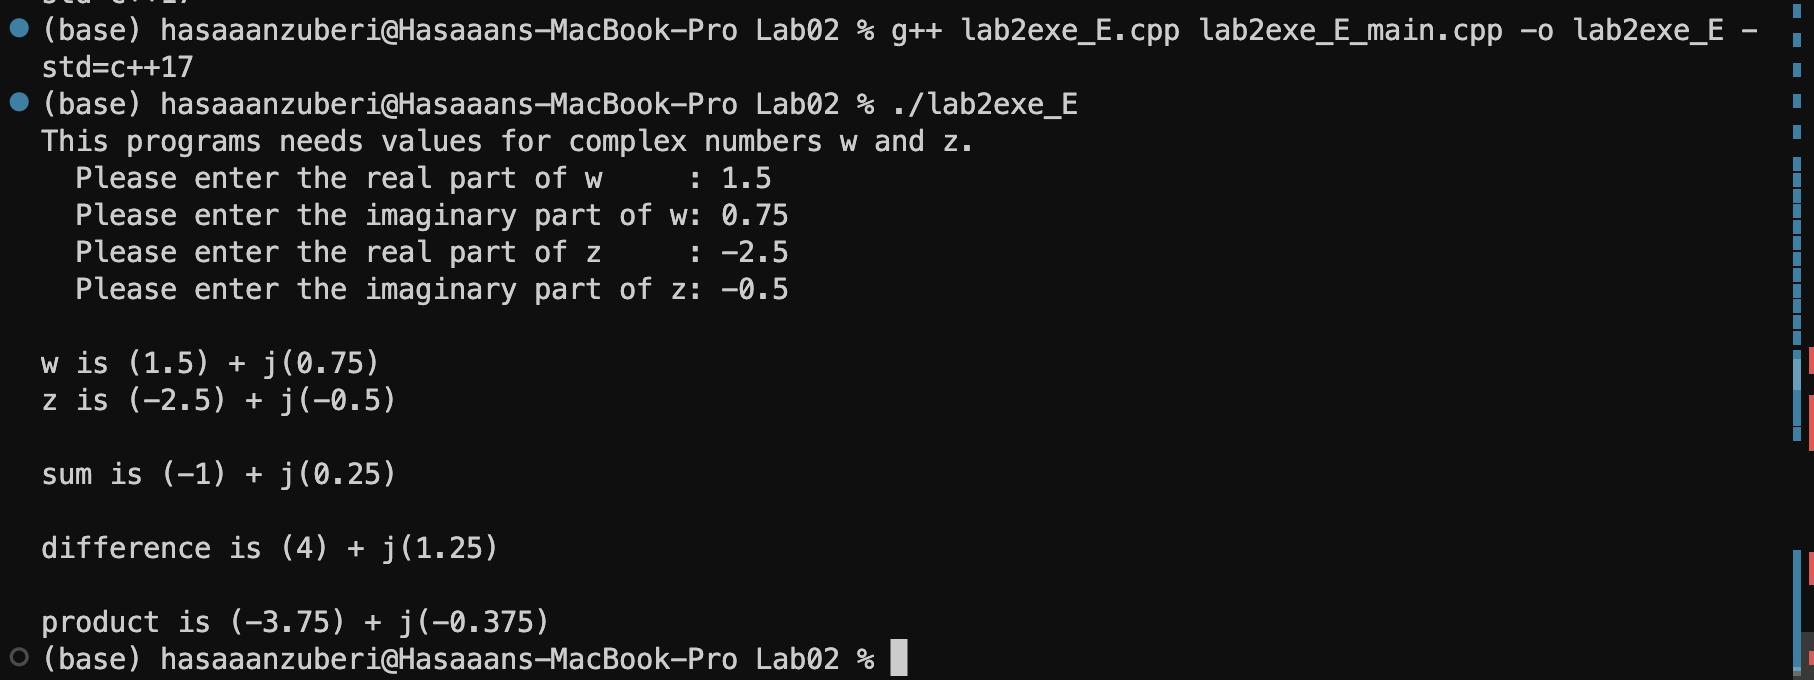 std=c++17
(base) hasaaanzuberi@Hasaaans-MacBook-Pro Lab02 % g++ lab2exe_E.cpp lab2exe_E_main.cpp -o lab2exe_E -
std=c++17
(base) hasaaanzuberi@Hasaaans-MacBook-Pro Lab02 % ./lab2exe_E
This programs needs values for complex numbers w and z.
  Please enter the real part of w     : 1.5
  Please enter the imaginary part of w: 0.75
  Please enter the real part of z     : -2.5
  Please enter the imaginary part of z: -0.5
w is (1.5) + j(0.75)
z is (-2.5) + j(-0.5)
sum is (-1) + j(0.25)
difference is (4) + j(1.25)
product is (-3.75) + j(-0.375)
(base) hasaaanzuberi@Hasaaans-MacBook-Pro Lab02 %